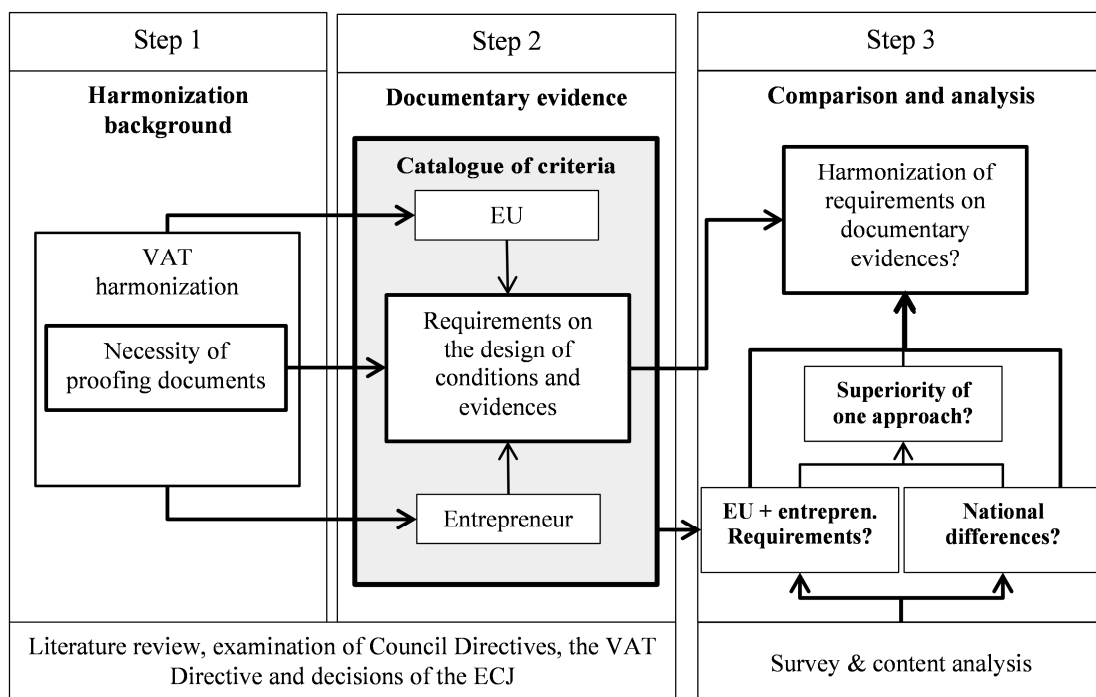 Step 1
Step 2
Step 3
Harmonization
background
Documentary evidence
Comparison and analysis
Catalogue of criteria
EU
Harmonization of
requirements on
documentary
evidences?
VAT
harmonization
Necessity of
proofing documents
Requirements on
the design of
conditions and
evidences
Superiority of
one approach?
Entrepreneur
EU + entrepren.
Requirements?
National
differences?
Literature review, examination of Council Directives, the VAT
Directive and decisions of the ECJ
Survey & content analysis